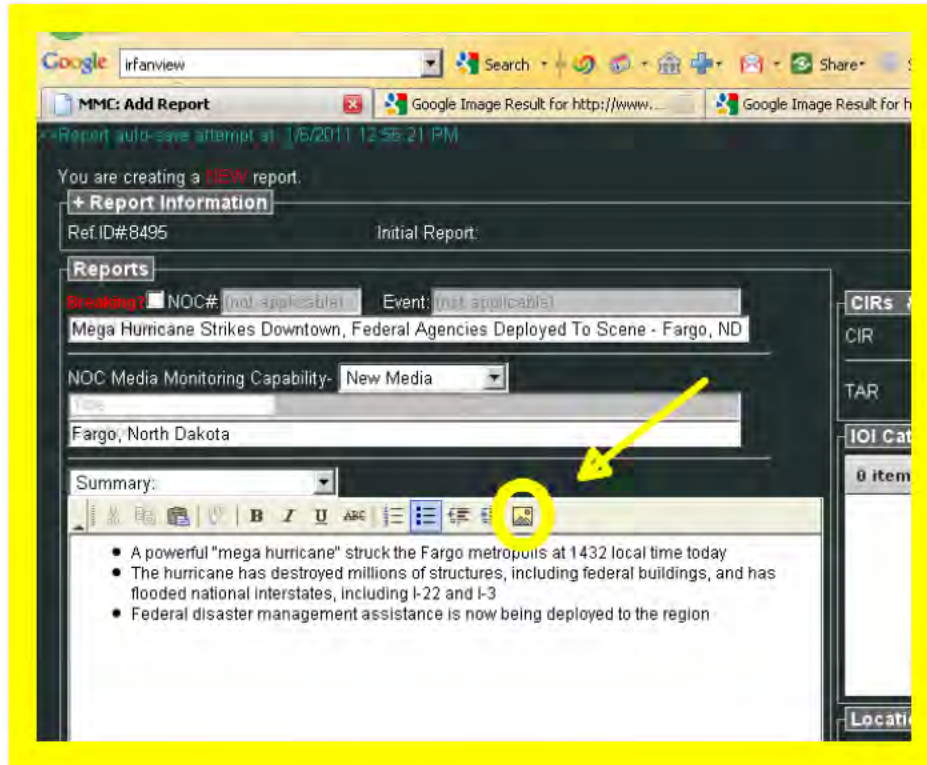 Google irfanview Search Share
MMC: Add Report Google Image Result for http://www.... Google Image Result for h
>>Report auto-save attempt at: 1/6/2011 12:56:21 PM
You are creating a NEW report.
+ Report Information
Ref.ID#:8495 Initial Report:
Reports
Breaking? NOC#: (not applicable) Event: (not applicable)
Mega Hurricane Strikes Downtown, Federal Agencies Deployed To Scene - Fargo, ND
CIRs &
CIR
NOC Media Monitoring Capability- New Media
TAR
Title
Fargo, North Dakota
IOI Cat
Summary:
0 item
B I U ABC
• A powerful "mega hurricane" struck the Fargo metropolis at 1432 local time today
• The hurricane has destroyed millions of structures, including federal buildings, and has
flooded national interstates, including I-22 and I-3
• Federal disaster management assistance is now being deployed to the region
Locati